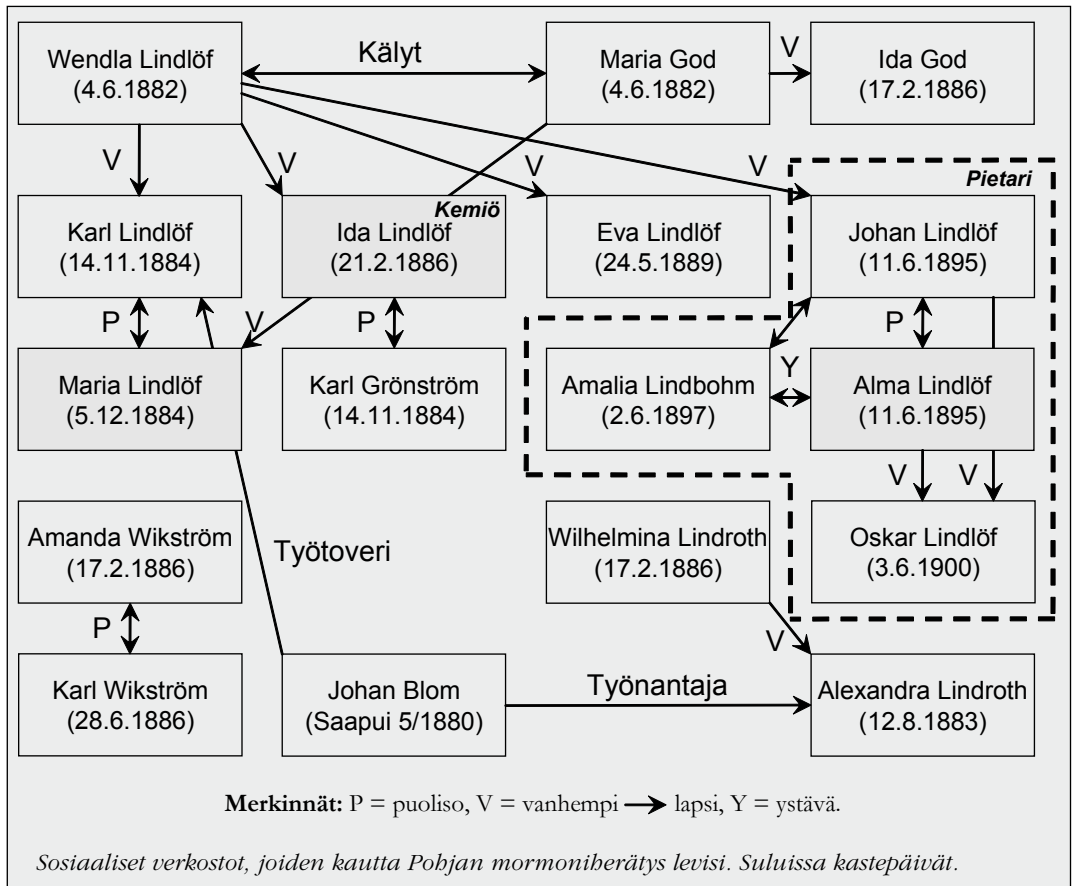 Wendla Lindlöf
(4.6.1882)
Kälyt
Maria God
(4.6.1882)
V
Ida God
(17.2.1886)
V
V
V
V
Pietari
Karl Lindlöf
(14.11.1884)
Kemiö
Ida Lindlöf
(21.2.1886)
Eva Lindlöf
(24.5.1889)
Johan Lindlöf
(11.6.1895)
P
V
P
P
Maria Lindlöf
(5.12.1884)
Karl Grönström
(14.11.1884)
Amalia Lindbohm
(2.6.1897)
Y
Alma Lindlöf
(11.6.1895)
V
V
Amanda Wikström
(17.2.1886)
Työtoveri
Wilhelmina Lindroth
(17.2.1886)
Oskar Lindlöf
(3.6.1900)
P
V
Karl Wikström
(28.6.1886)
Johan Blom
(Saapui 5/1880)
Työnantaja
Alexandra Lindroth
(12.8.1883)
Merkinnät: P = puoliso, V = vanhempi → lapsi, Y = ystävä.
Sosiaaliset verkostot, joiden kautta Pohjan mormoniherätys levisi. Suluissa kastepäivät.